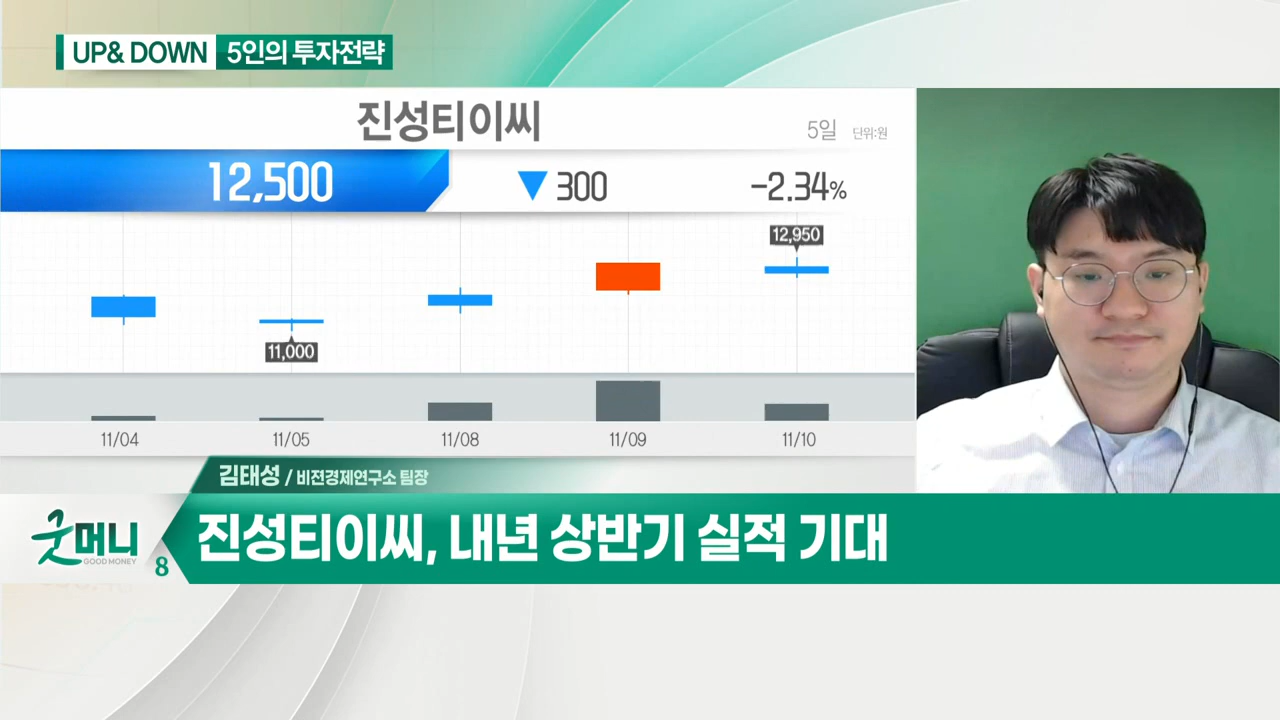 UP& DOWN 5인의 투자전략
진성티이씨
5일 단위:원
12,500 ▼ 300 -2.34%
12,950
11,000
11/04 11/05 11/08 11/09 11/10
김태성 / 비전경제연구소 팀장
굿머니
GOOD MONEY
8
진성티이씨, 내년 상반기 실적 기대